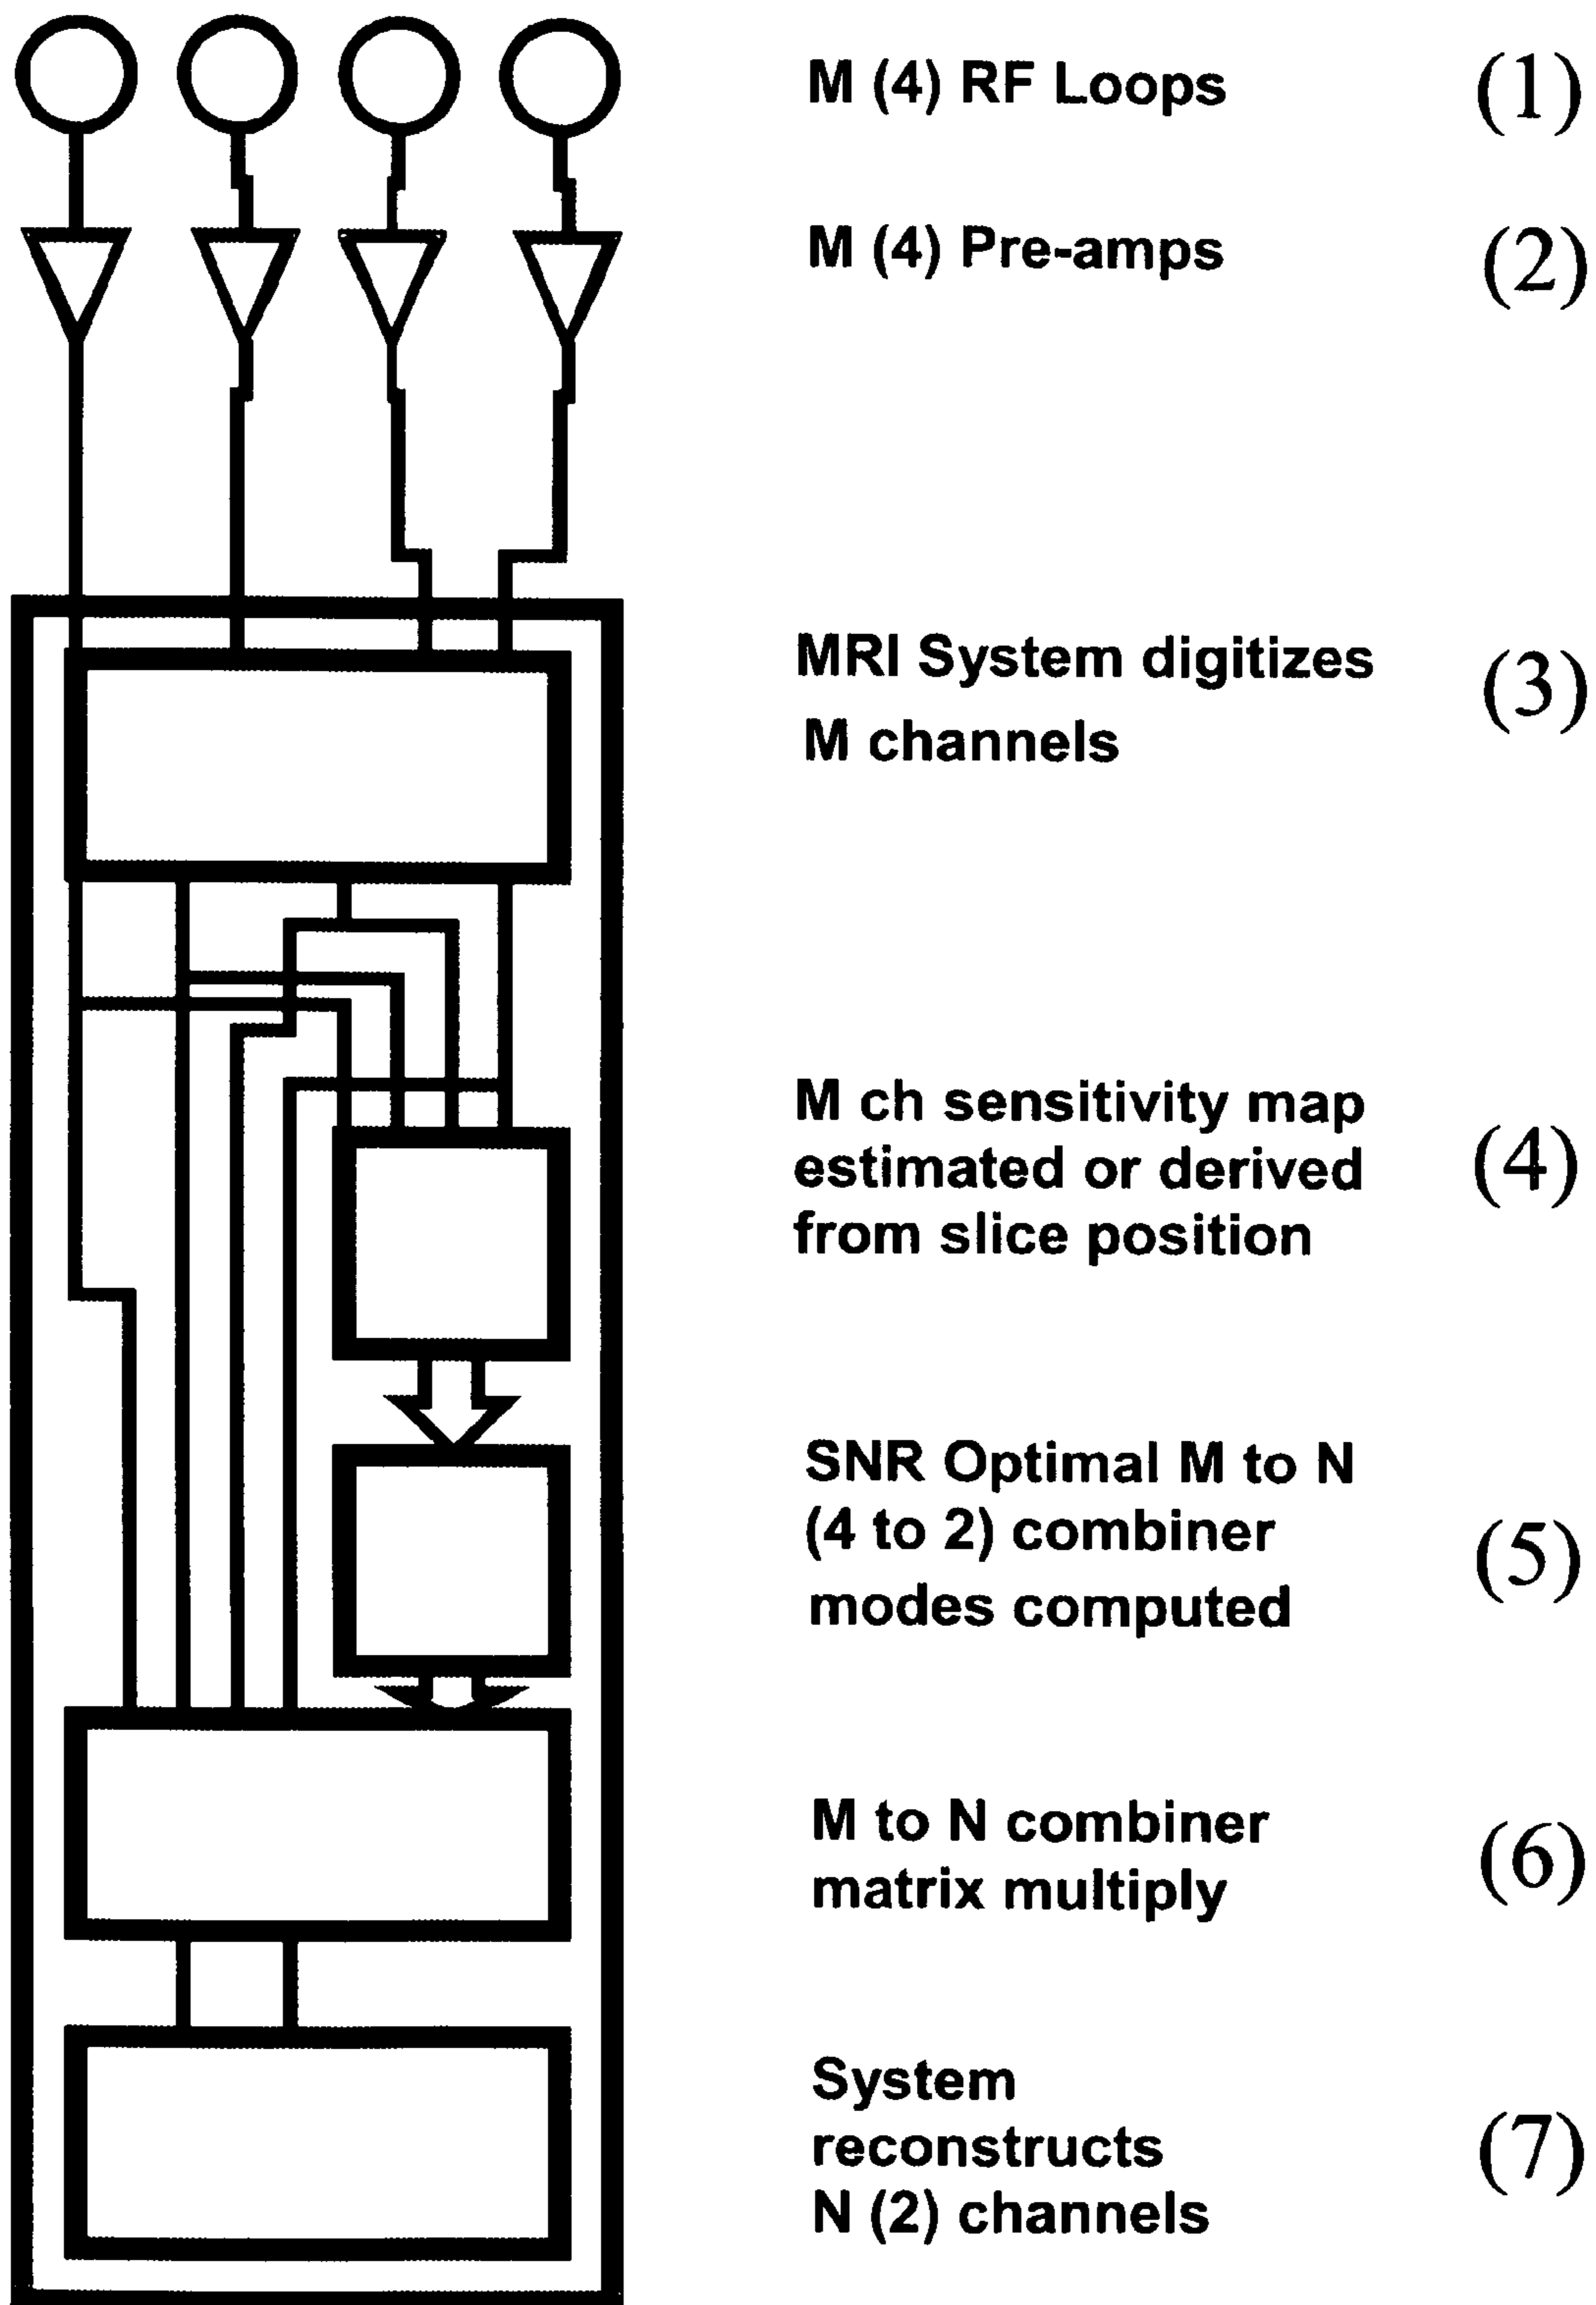 M (4) RF Loops (1)
M (4) Pre-amps (2)
MRI System digitizes (3)
M channels
M ch sensitivity map
estimated or derived (4)
from slice position
SNR Optimal M to N
(4 to 2) combiner (5)
modes computed
M to N combiner (6)
matrix multiply
System
reconstructs (7)
N (2) channels